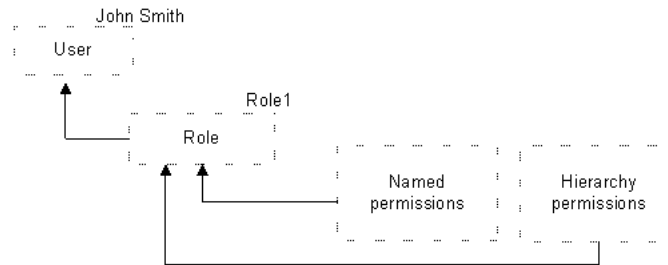 John Smith
User
Role1
Role
Named
permissions
Hierarchy
permissions